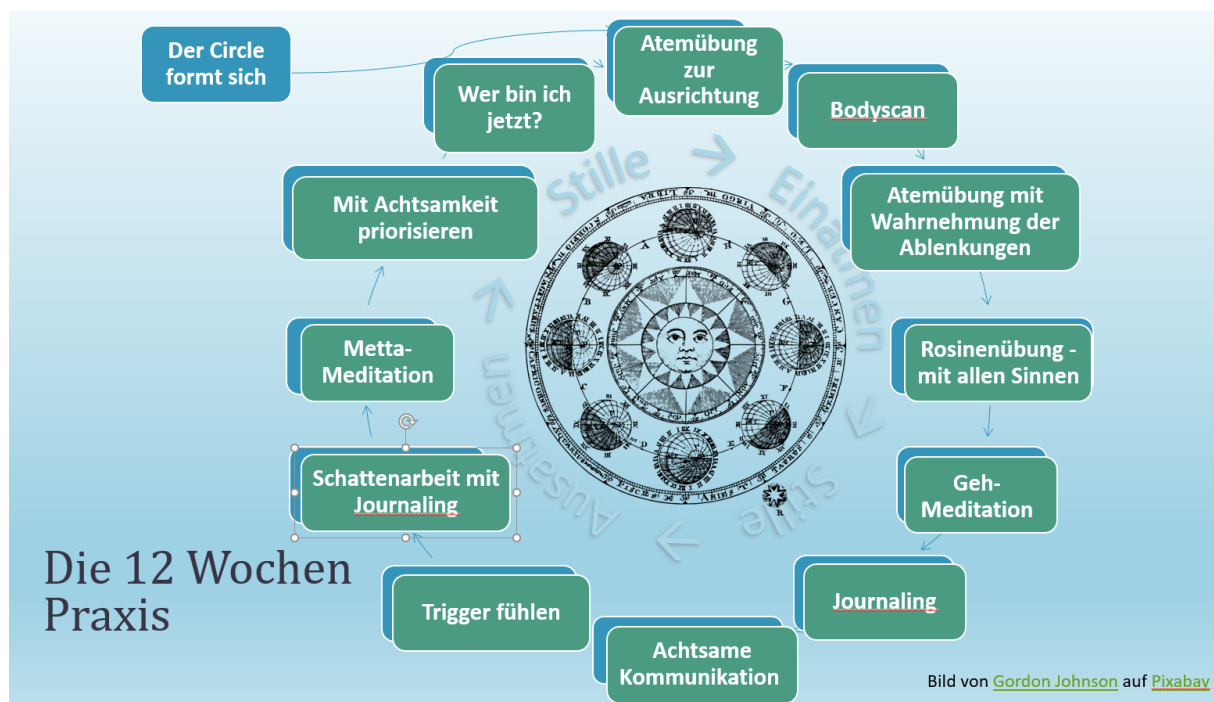 Der Circle
formt sich
Atemübung
zur
Ausrichtung
Bodyscan
Atemübung mit
Wahrnehmung der
Ablenkungen
Rosinenübung -
mit allen Sinnen
Geh-
Meditation
Journaling
Achtsame
Kommunikation
Trigger fühlen
Schattenarbeit mit
Journaling
Metta-
Meditation
Mit Achtsamkeit
priorisieren
Wer bin ich
jetzt?
Stille
Einatmen
Stille
Ausatmen
Die 12 Wochen
Praxis
Bild von Gordon Johnson auf Pixabay